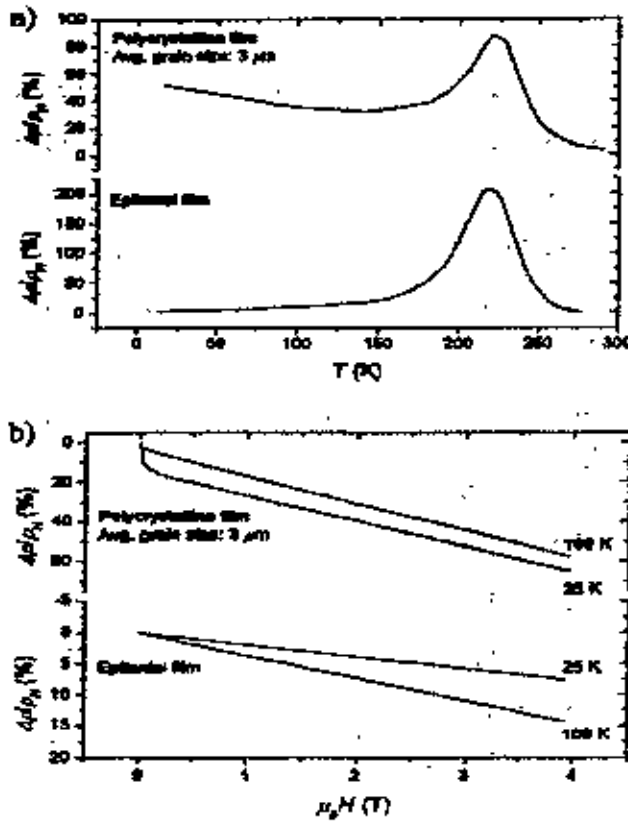 a)
Polycrystalline film
Avg. grain size: 3 μm
Δρ/ρH (%)
100
80
60
40
20
0
Epitaxial film
Δρ/ρH (%)
200
150
100
50
0
0 50 100 150 200 250 300
T (K)
b)
Δρ/ρH (%)
0
20
40
Polycrystalline film
Avg. grain size: 3 μm
100 K
25 K
Δρ/ρH (%)
0
5
10
15
20
Epitaxial film
25 K
100 K
0 1 2 3 4
μ₀H (T)